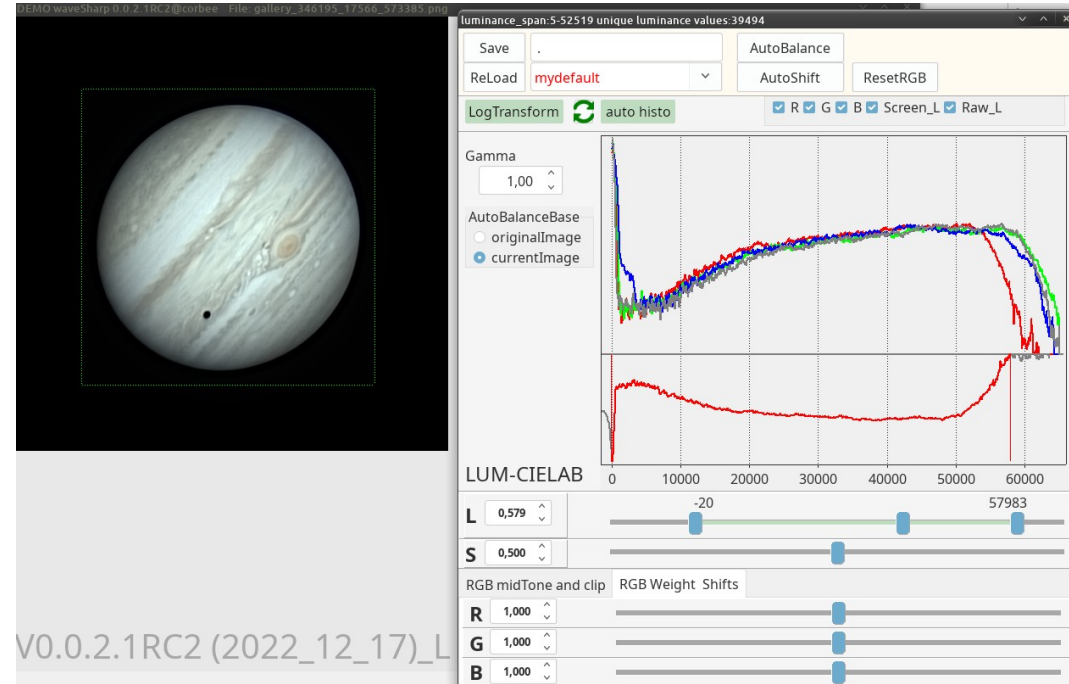 DEMO waveSharp 0.0.2.1RC2@corbee File: gallery_346195_17566_573385.png
luminance_span:5-52519 unique luminance values:39494
Save . AutoBalance
ReLoad mydefault AutoShift ResetRGB
LogTransform auto histo R G B Screen_L Raw_L
Gamma
1,00
AutoBalanceBase
originalImage
currentImage
LUM-CIELAB
0 10000 20000 30000 40000 50000 60000
-20 57983
L 0,579
S 0,500
RGB midTone and clip RGB Weight Shifts
R 1,000
G 1,000
B 1,000
V0.0.2.1RC2 (2022_12_17)_L